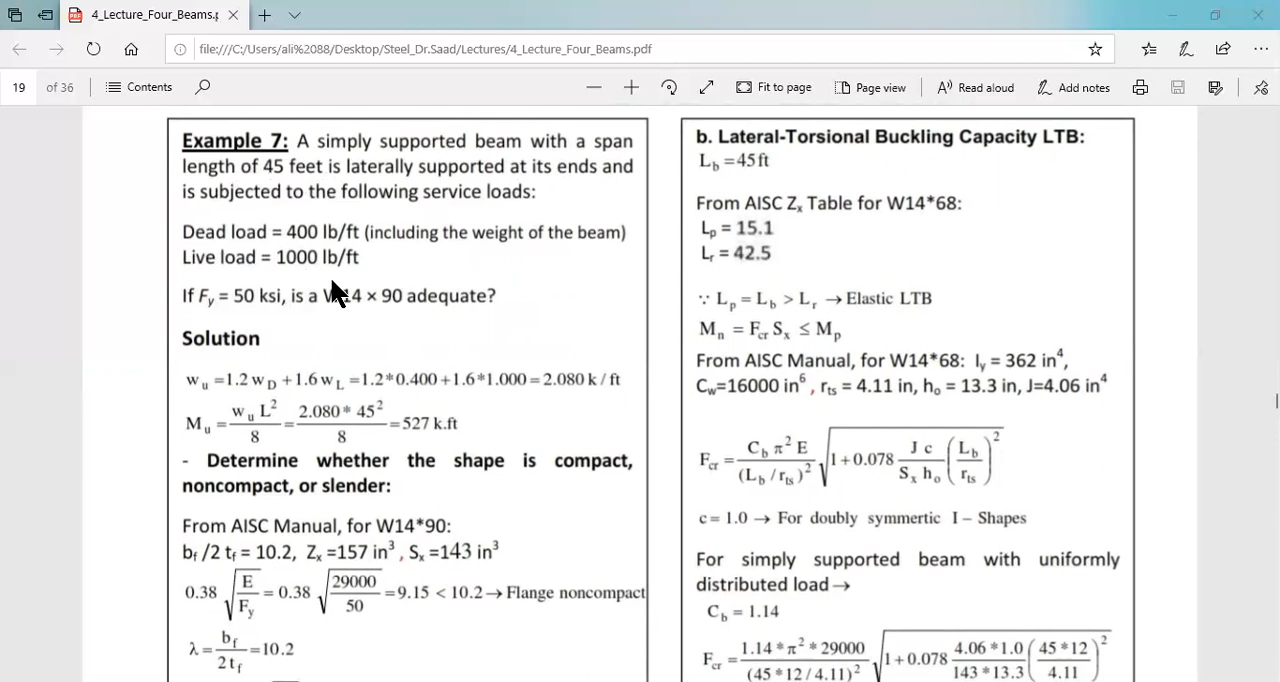 4_Lecture_Four_Beams.p
file:///C:/Users/ali%2088/Desktop/Steel_Dr.Saad/Lectures/4_Lecture_Four_Beams.pdf
19 of 36 Contents Fit to page Page view Read aloud Add notes
Example 7: A simply supported beam with a span
length of 45 feet is laterally supported at its ends and
is subjected to the following service loads:
Dead load = 400 lb/ft (including the weight of the beam)
Live load = 1000 lb/ft
If Fy = 50 ksi, is a W14 × 90 adequate?
Solution
w u =1.2 w D +1.6 w L =1.2*0.400+1.6*1.000=2.080 k / ft
M u = w u L² / 8 = 2.080 * 45² / 8 = 527 k.ft
- Determine whether the shape is compact,
noncompact, or slender:
From AISC Manual, for W14*90:
bf /2 tf = 10.2, Zx =157 in³ , Sx =143 in³
0.38 √(E / Fy) = 0.38 √(29000 / 50) =9.15 < 10.2→ Flange noncompact
λ = bf / 2 tf =10.2
b. Lateral-Torsional Buckling Capacity LTB:
Lb =45 ft
From AISC Zx Table for W14*68:
Lp = 15.1
Lr = 42.5
∵ Lp = Lb > Lr → Elastic LTB
Mn = Fcr Sx ≤ Mp
From AISC Manual, for W14*68: Iy = 362 in⁴,
Cw=16000 in⁶ , rts = 4.11 in, ho = 13.3 in, J=4.06 in⁴
Fcr = Cb π² E / (Lb / rts)² √(1+0.078 (J c / Sx ho) (Lb / rts)²)
c = 1.0 → For doubly symmertic I – Shapes
For simply supported beam with uniformly
distributed load →
Cb = 1.14
Fcr = 1.14 * π² * 29000 / (45 *12 / 4.11)² √(1+0.078 (4.06 *1.0 / 143 *13.3) (45 *12 / 4.11)²)